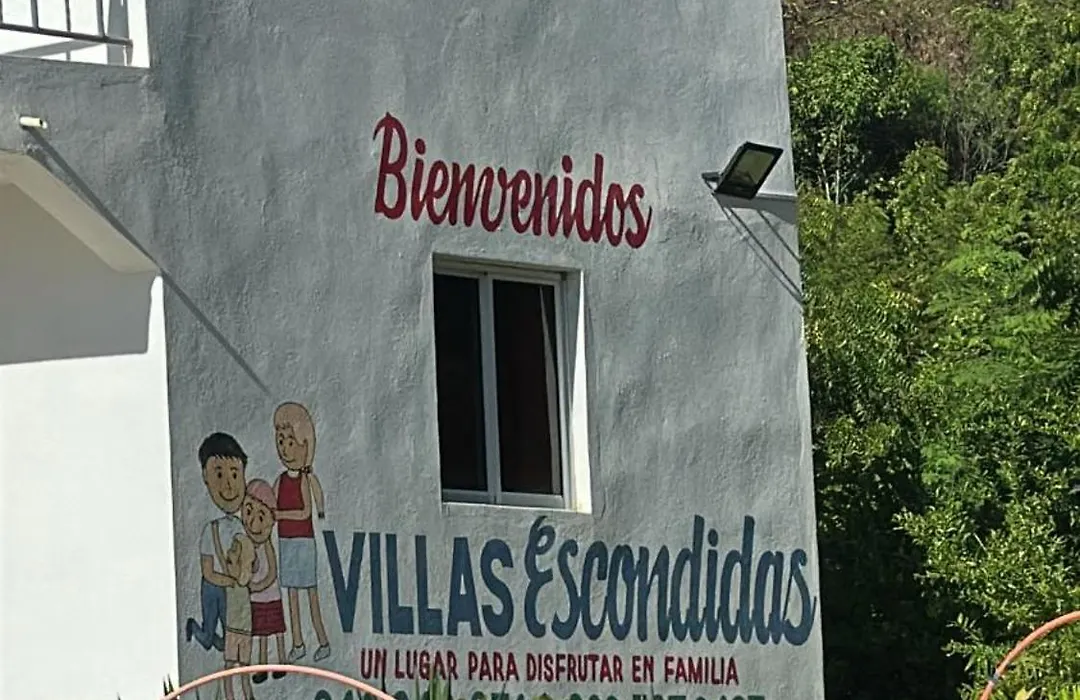 Bienvenidos
VILLAS Escondidas
UN LUGAR PARA DISFRUTAR EN FAMILIA